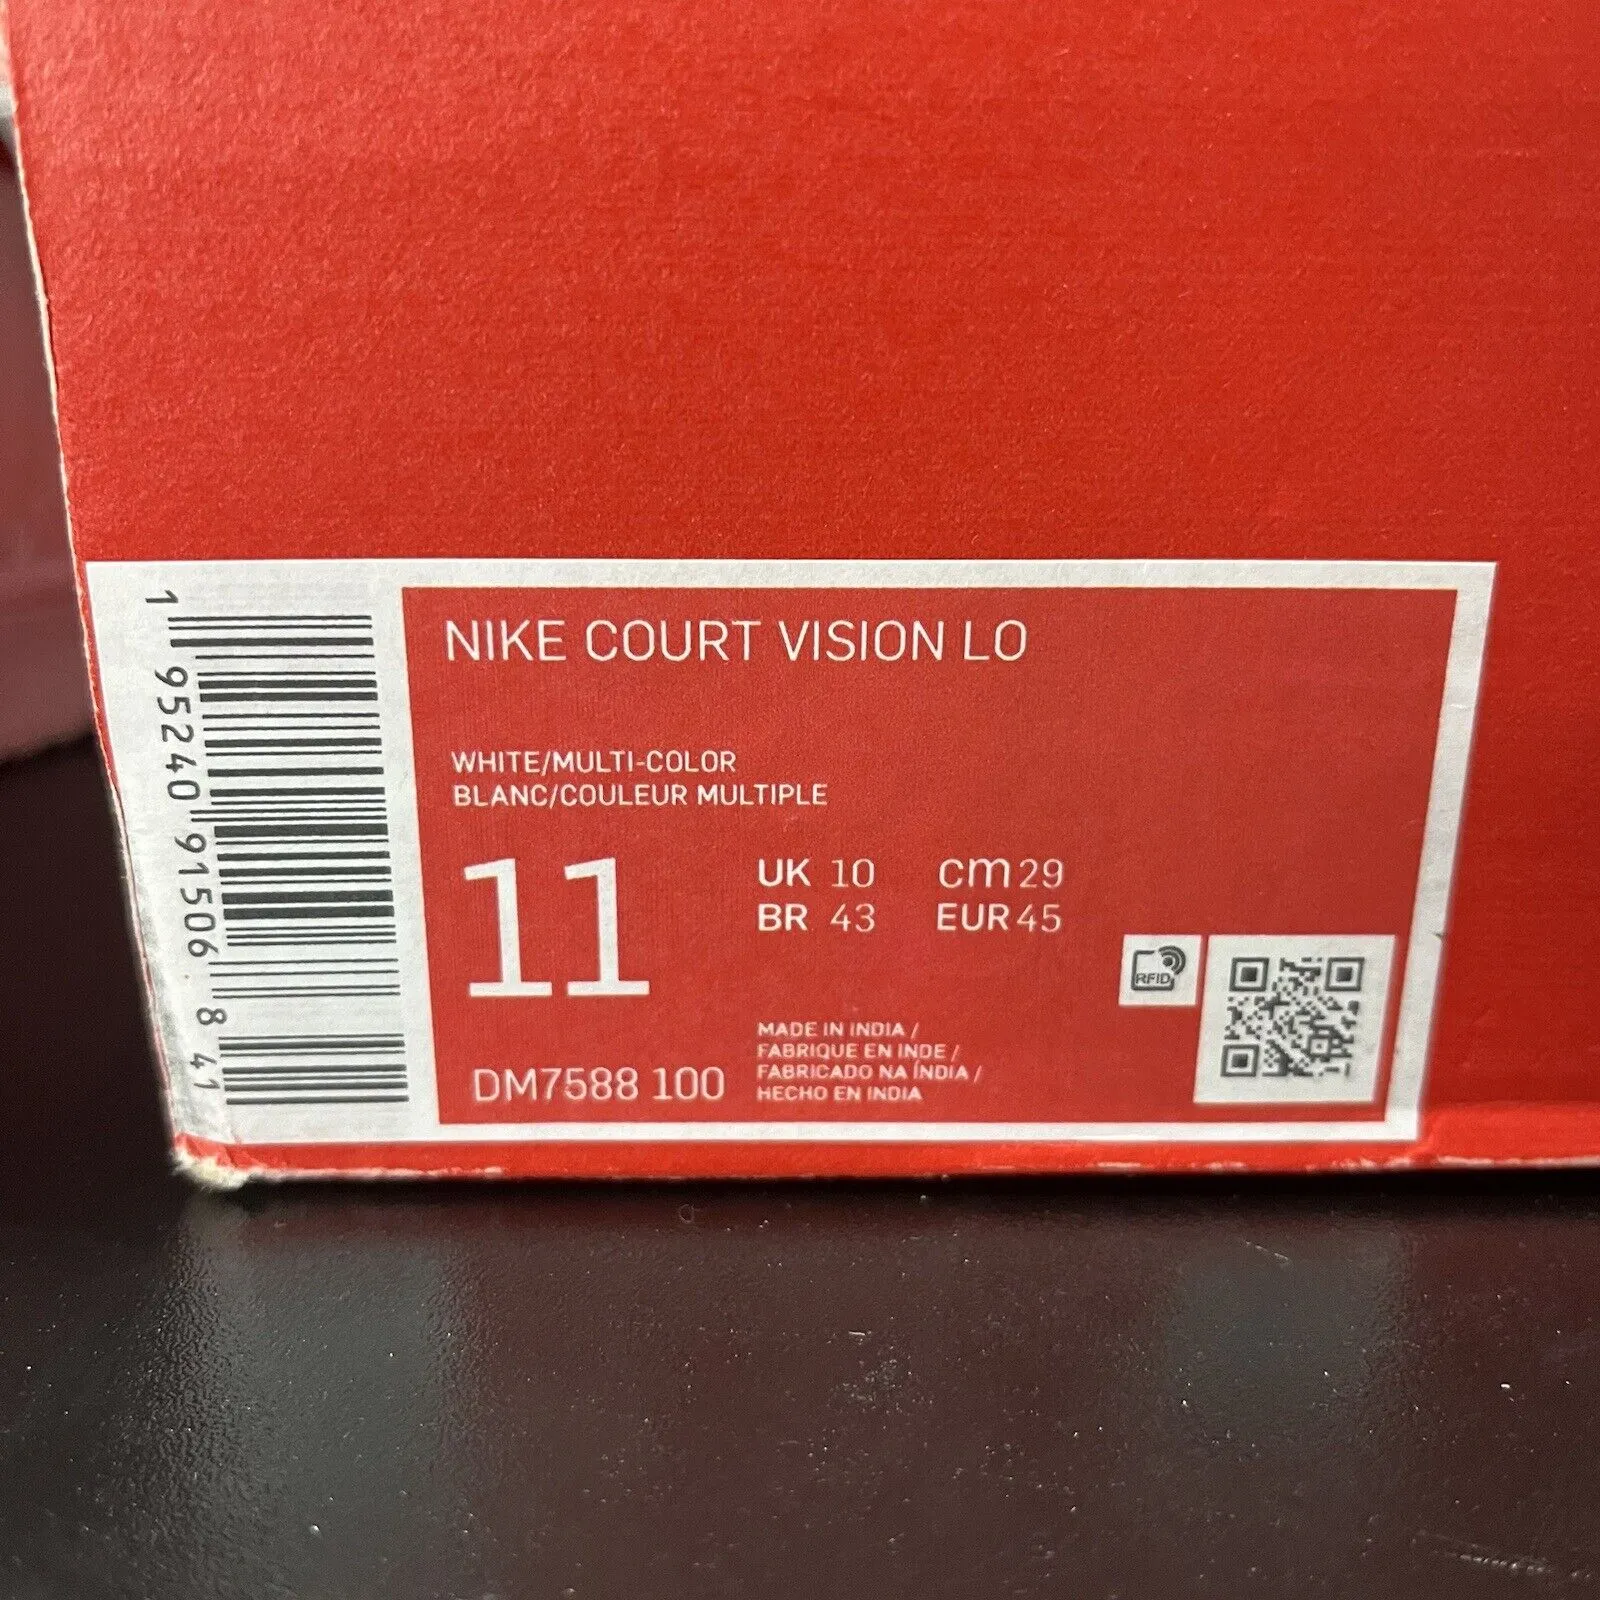 NIKE COURT VISION LO
WHITE/MULTI-COLOR
BLANC/COULEUR MULTIPLE
11
UK 10 cm 29
BR 43 EUR 45
DM7588 100
MADE IN INDIA /
FABRIQUE EN INDE /
FABRICADO NA ÍNDIA /
HECHO EN INDIA
RFID
1 95240 91506 8 41